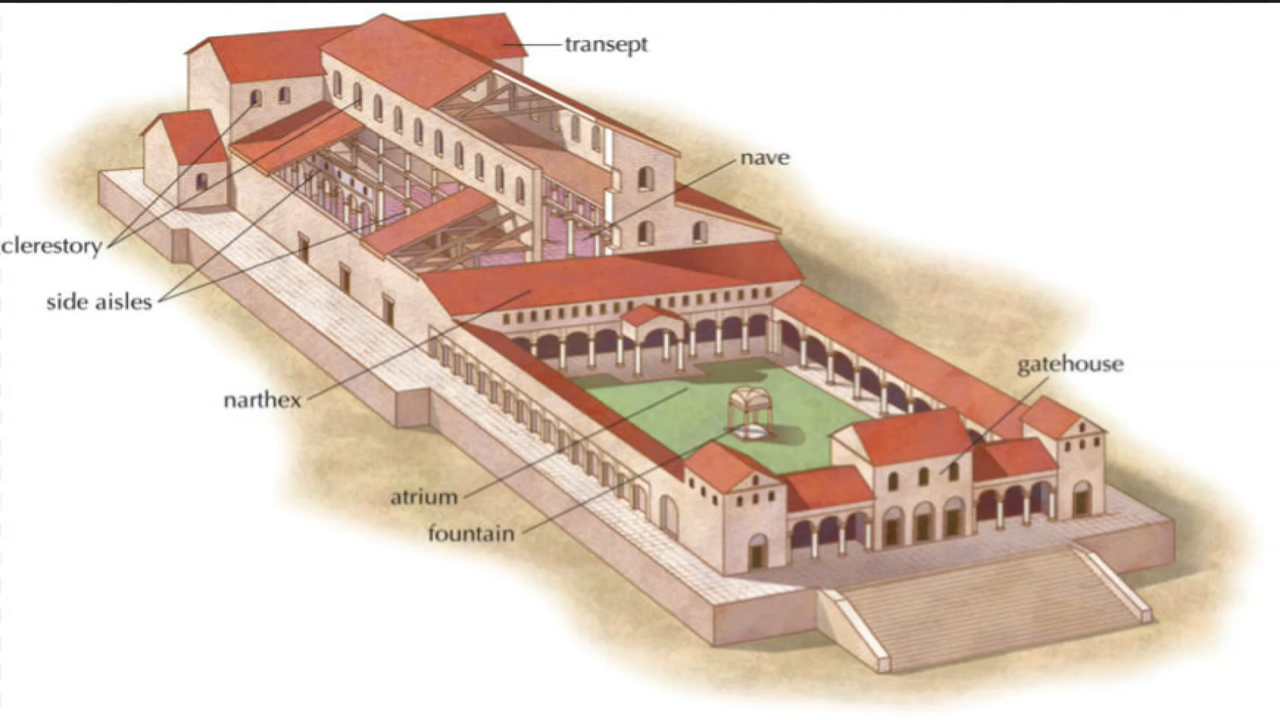 transept
nave
clerestory
side aisles
gatehouse
narthex
atrium
fountain